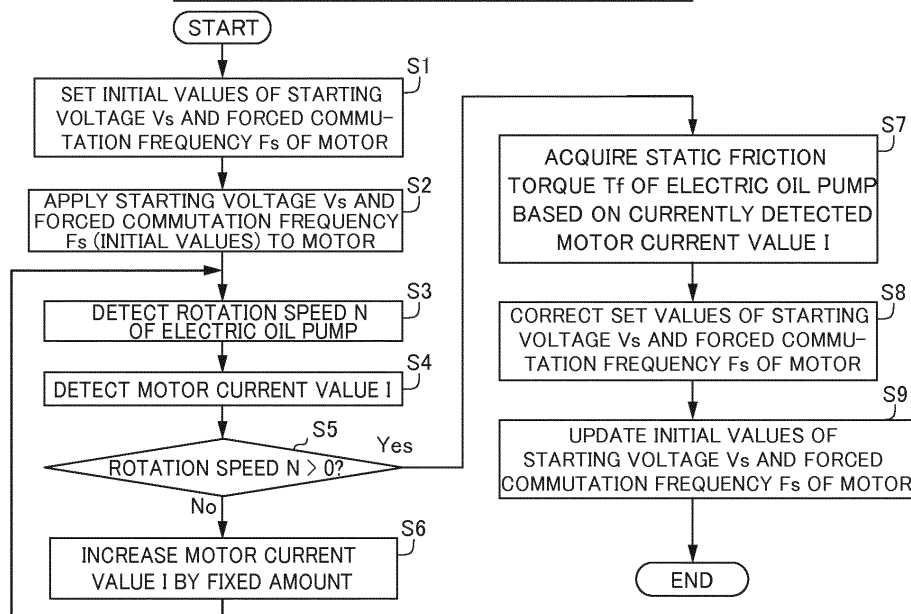 START
S1
SET INITIAL VALUES OF STARTING
VOLTAGE Vs AND FORCED COMMU-
TATION FREQUENCY Fs OF MOTOR
S2
APPLY STARTING VOLTAGE Vs AND
FORCED COMMUTATION FREQUENCY
Fs (INITIAL VALUES) TO MOTOR
S3
DETECT ROTATION SPEED N
OF ELECTRIC OIL PUMP
S4
DETECT MOTOR CURRENT VALUE I
S5
ROTATION SPEED N > 0?
Yes
No
S6
INCREASE MOTOR CURRENT
VALUE I BY FIXED AMOUNT
S7
ACQUIRE STATIC FRICTION
TORQUE Tf OF ELECTRIC OIL PUMP
BASED ON CURRENTLY DETECTED
MOTOR CURRENT VALUE I
S8
CORRECT SET VALUES OF STARTING
VOLTAGE Vs AND FORCED COMMU-
TATION FREQUENCY Fs OF MOTOR
S9
UPDATE INITIAL VALUES OF
STARTING VOLTAGE Vs AND FORCED
COMMUTATION FREQUENCY Fs OF MOTOR
END